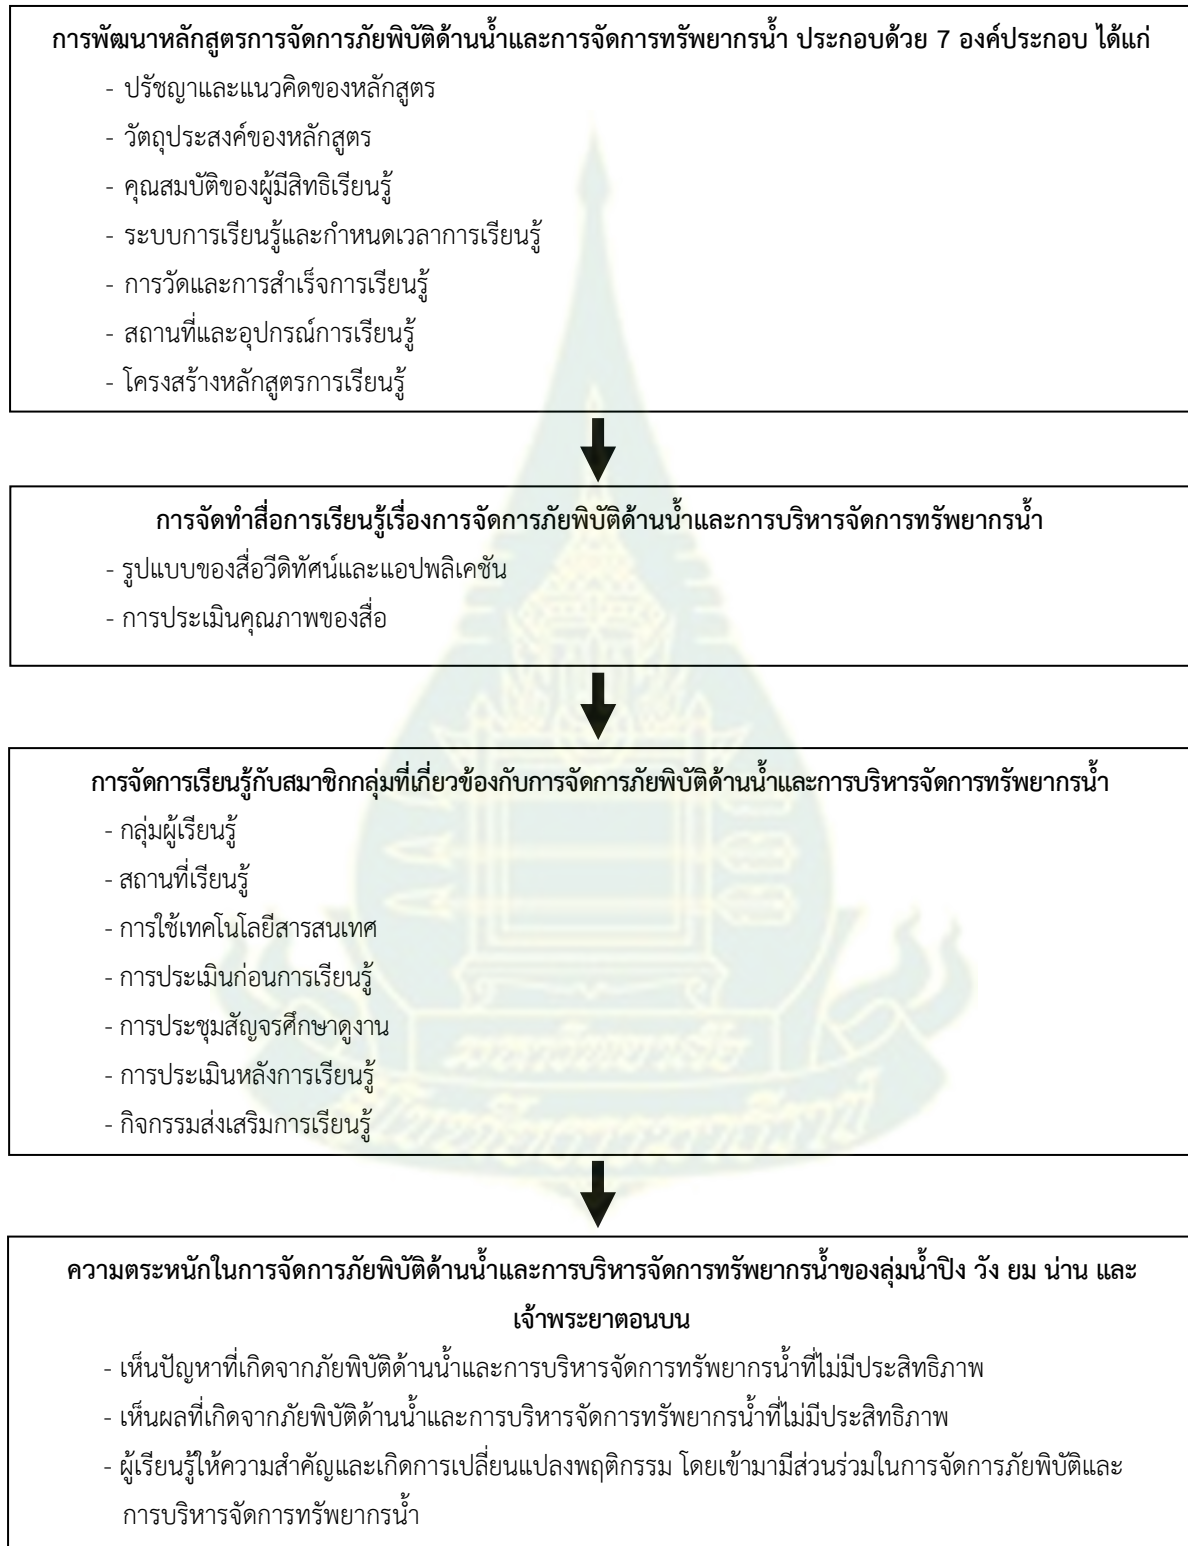 การพัฒนาหลักสูตรการจัดการภัยพิบัติด้านน้ำและการจัดการทรัพยากรน้ำ ประกอบด้วย 7 องค์ประกอบ ได้แก่
- ปรัชญาและแนวคิดของหลักสูตร
- วัตถุประสงค์ของหลักสูตร
- คุณสมบัติของผู้มีสิทธิเรียนรู้
- ระบบการเรียนรู้และกำหนดเวลาการเรียนรู้
- การวัดและการสำเร็จการเรียนรู้
- สถานที่และอุปกรณ์การเรียนรู้
- โครงสร้างหลักสูตรการเรียนรู้
การจัดทำสื่อการเรียนรู้เรื่องการจัดการภัยพิบัติด้านน้ำและการบริหารจัดการทรัพยากรน้ำ
- รูปแบบของสื่อวีดิทัศน์และแอปพลิเคชัน
- การประเมินคุณภาพของสื่อ
การจัดการเรียนรู้กับสมาชิกกลุ่มที่เกี่ยวข้องกับการจัดการภัยพิบัติด้านน้ำและการบริหารจัดการทรัพยากรน้ำ
- กลุ่มผู้เรียนรู้
- สถานที่เรียนรู้
- การใช้เทคโนโลยีสารสนเทศ
- การประเมินก่อนการเรียนรู้
- การประชุมสัญจรศึกษาดูงาน
- การประเมินหลังการเรียนรู้
- กิจกรรมส่งเสริมการเรียนรู้
ความตระหนักในการจัดการภัยพิบัติด้านน้ำและการบริหารจัดการทรัพยากรน้ำของลุ่มน้ำปิง วัง ยม น่าน และ
เจ้าพระยาตอนบน
- เห็นปัญหาที่เกิดจากภัยพิบัติด้านน้ำและการบริหารจัดการทรัพยากรน้ำที่ไม่มีประสิทธิภาพ
- เห็นผลที่เกิดจากภัยพิบัติด้านน้ำและการบริหารจัดการทรัพยากรน้ำที่ไม่มีประสิทธิภาพ
- ผู้เรียนรู้ให้ความสำคัญและเกิดการเปลี่ยนแปลงพฤติกรรม โดยเข้ามามีส่วนร่วมในการจัดการภัยพิบัติและ
การบริหารจัดการทรัพยากรน้ำ